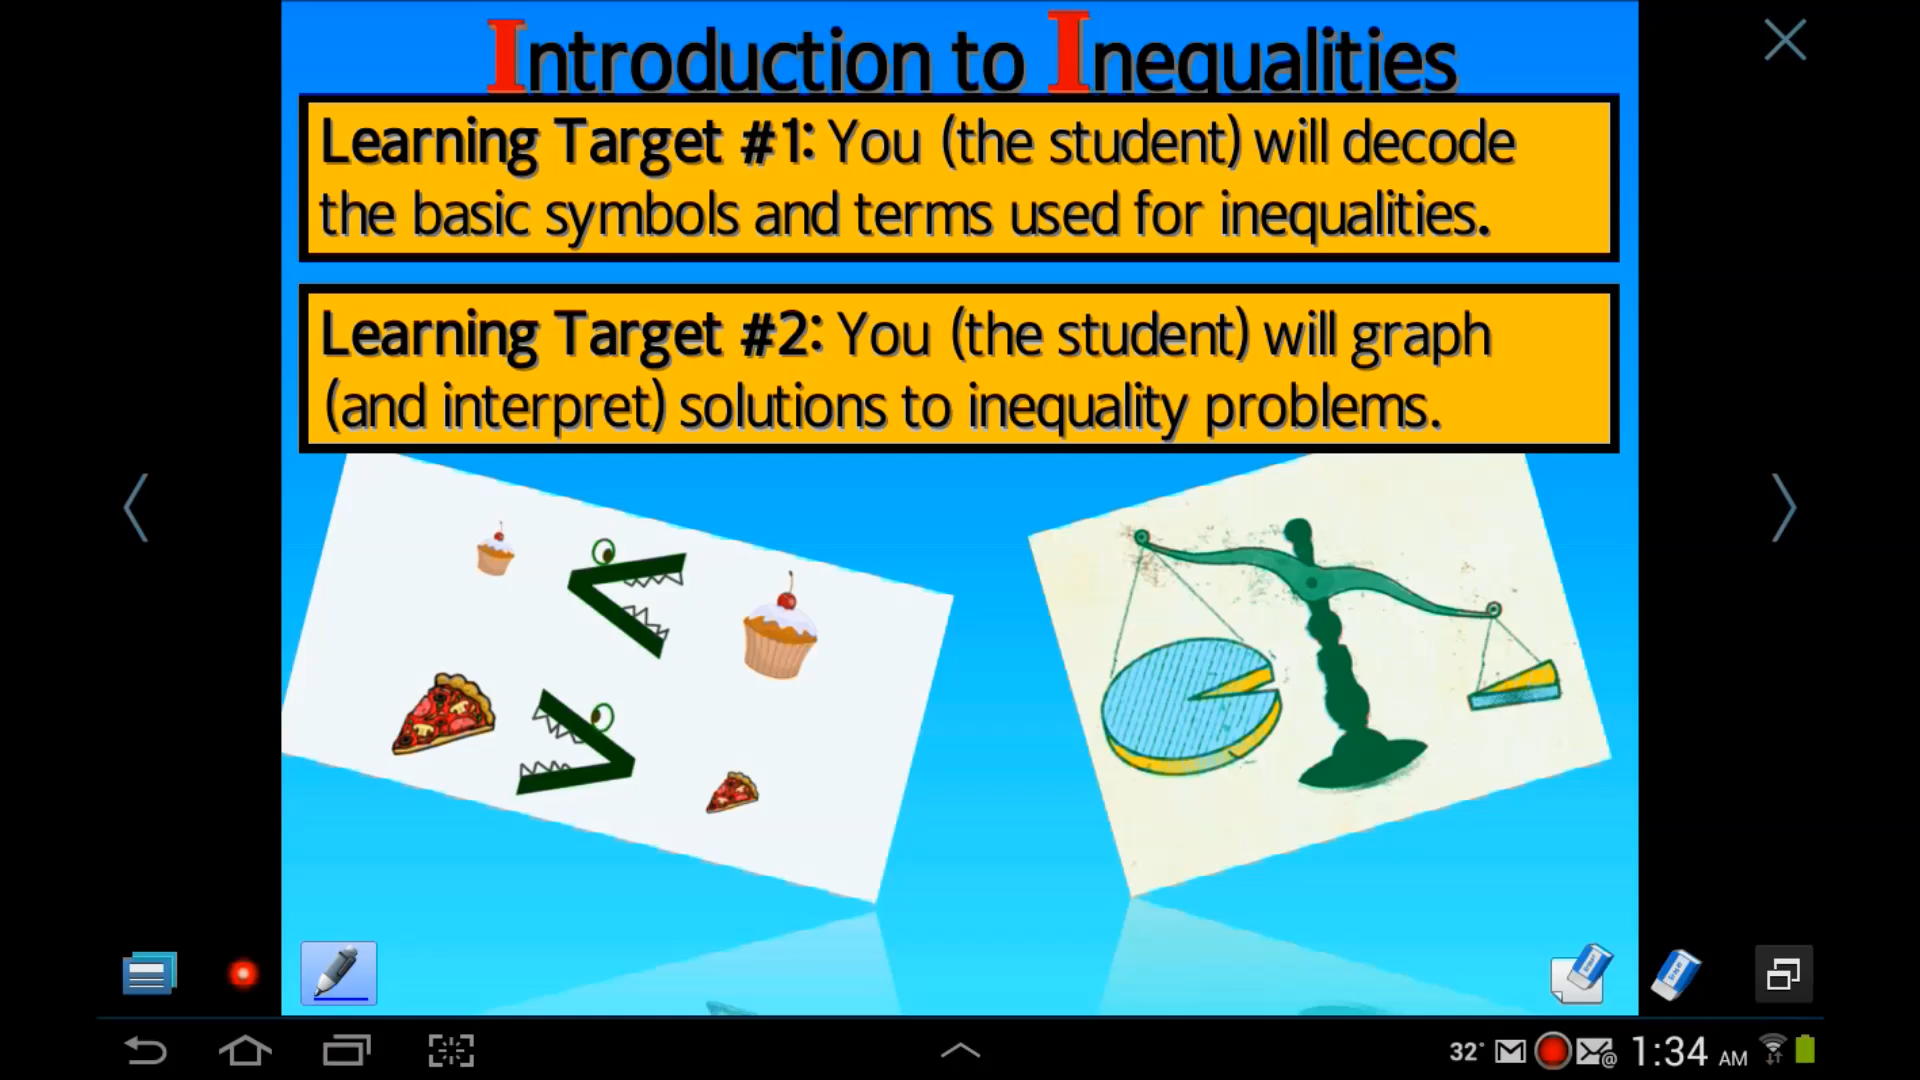 Introduction to Inequalities
Learning Target #1: You (the student) will decode
the basic symbols and terms used for inequalities.
Learning Target #2: You (the student) will graph
(and interpret) solutions to inequality problems.
32° 1:34 AM